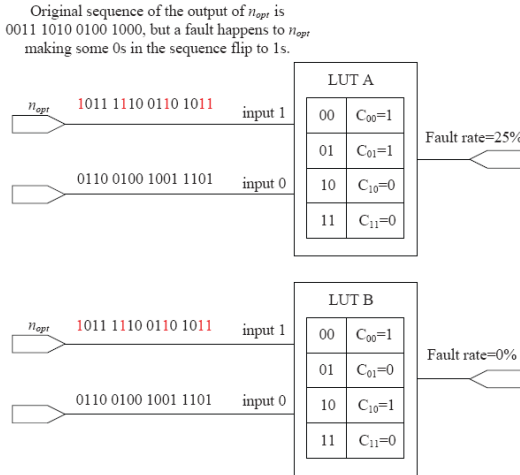 Original sequence of the output of nopt is
0011 1010 0100 1000, but a fault happens to nopt
making some 0s in the sequence flip to 1s.
LUT A
nopt 1011 1110 0110 1011 input 1
00 C00=1
01 C01=1
Fault rate=25%
0110 0100 1001 1101 input 0
10 C10=0
11 C11=0
LUT B
nopt 1011 1110 0110 1011 input 1
00 C00=1
01 C01=0
Fault rate=0%
0110 0100 1001 1101 input 0
10 C10=1
11 C11=0